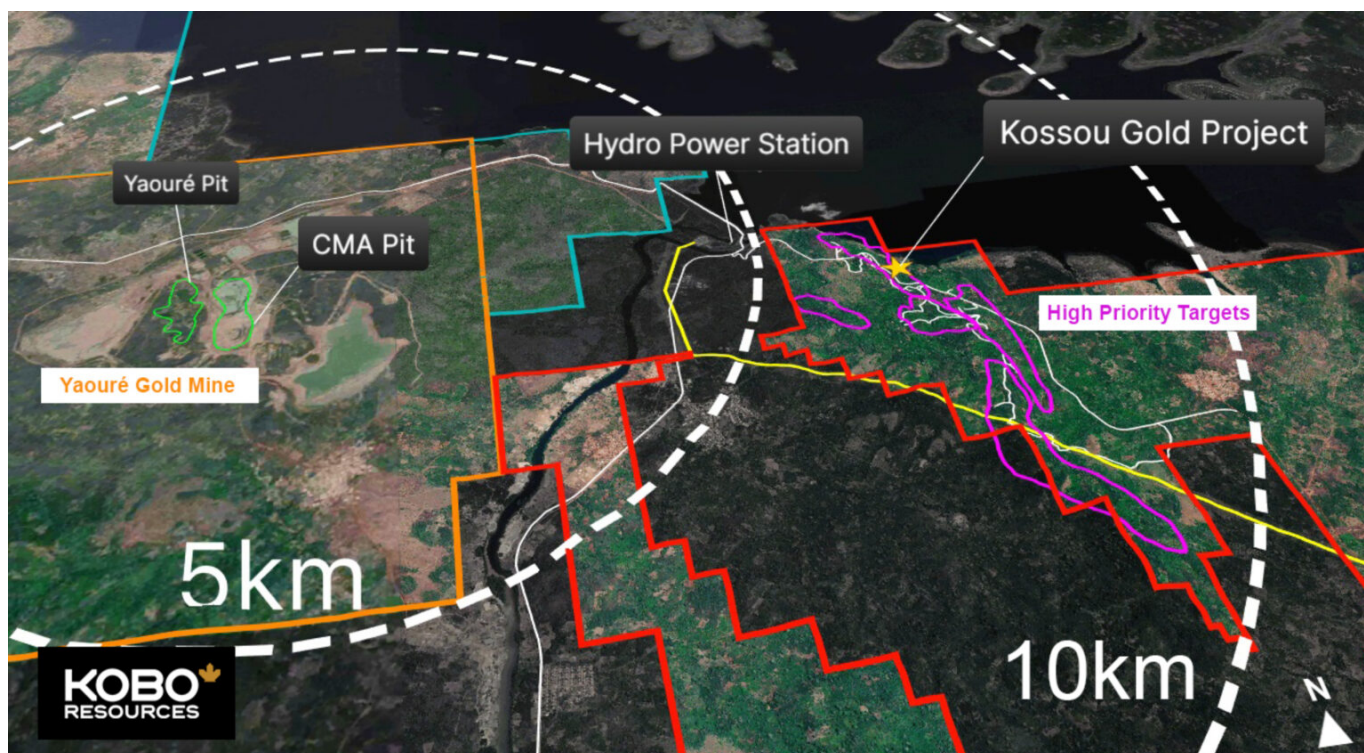 Kossou Gold Project
Hydro Power Station
Yaouré Pit
CMA Pit
High Priority Targets
Yaouré Gold Mine
5km
10km
KOBO
RESOURCES
N